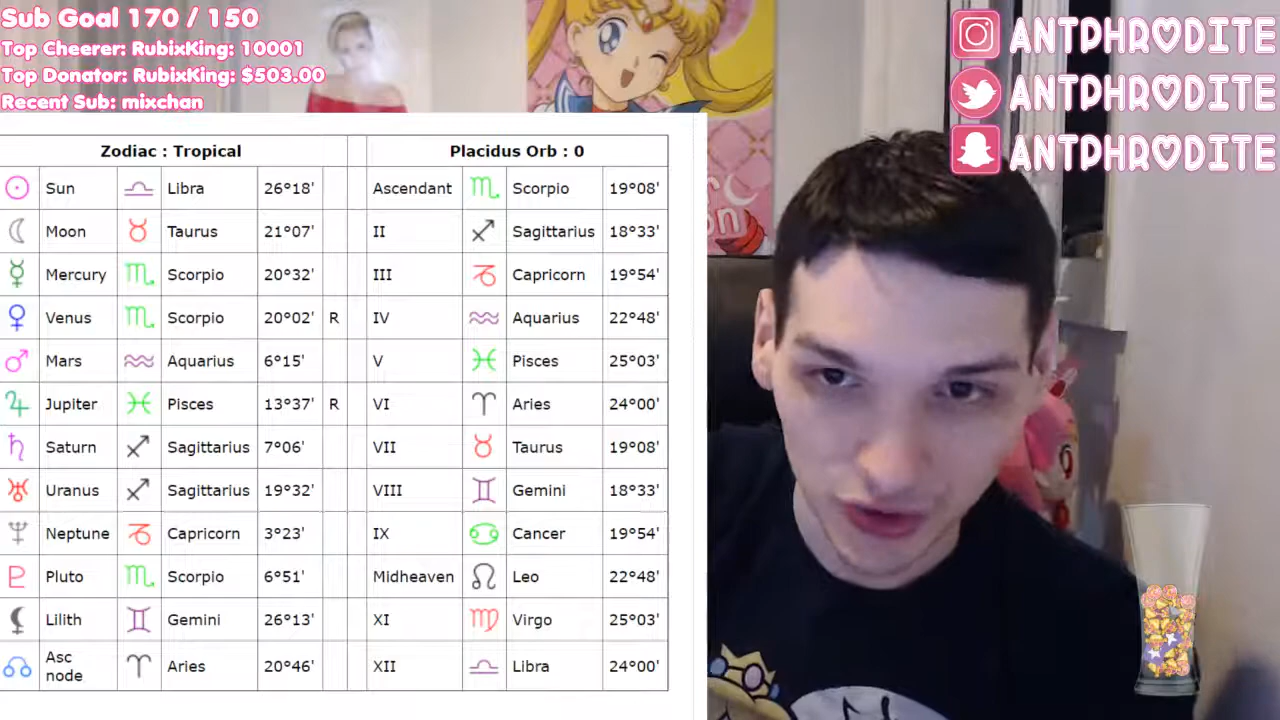 Sub Goal 170 / 150
Top Cheerer: RubixKing: 10001
Top Donator: RubixKing: $503.00
Recent Sub: mixchan
ANTPHRODITE
ANTPHRODITE
ANTPHRODITE
Zodiac : Tropical Placidus Orb : 0
Sun Libra 26°18' Ascendant Scorpio 19°08'
Moon Taurus 21°07' II Sagittarius 18°33'
Mercury Scorpio 20°32' III Capricorn 19°54'
Venus Scorpio 20°02' R IV Aquarius 22°48'
Mars Aquarius 6°15' V Pisces 25°03'
Jupiter Pisces 13°37' R VI Aries 24°00'
Saturn Sagittarius 7°06' VII Taurus 19°08'
Uranus Sagittarius 19°32' VIII Gemini 18°33'
Neptune Capricorn 3°23' IX Cancer 19°54'
Pluto Scorpio 6°51' Midheaven Leo 22°48'
Lilith Gemini 26°13' XI Virgo 25°03'
Asc node Aries 20°46' XII Libra 24°00'